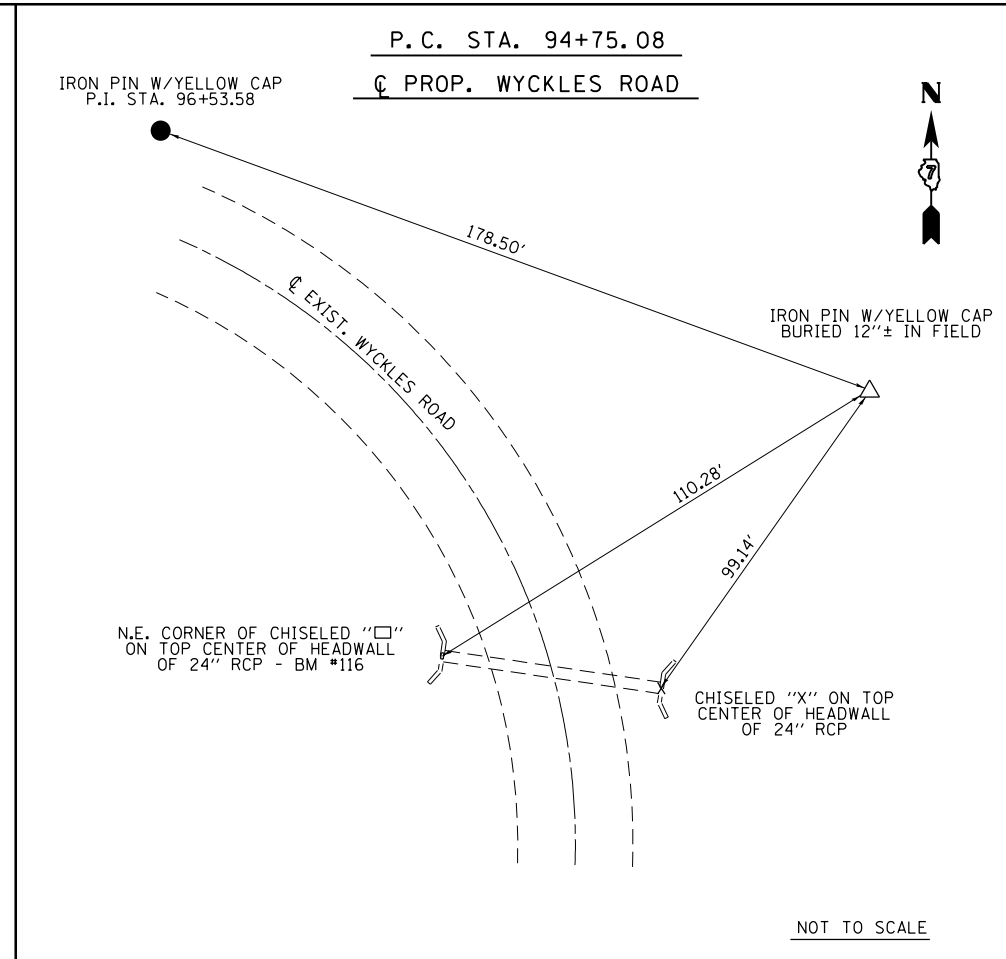 P.C. STA. 94+75.08
℄ PROP. WYCKLES ROAD
IRON PIN W/YELLOW CAP
P.I. STA. 96+53.58
N
7
178.50'
℄ EXIST. WYCKLES ROAD
IRON PIN W/YELLOW CAP
BURIED 12"± IN FIELD
110.28'
99.14'
N.E. CORNER OF CHISELED "□"
ON TOP CENTER OF HEADWALL
OF 24" RCP - BM #116
CHISELED "X" ON TOP
CENTER OF HEADWALL
OF 24" RCP
NOT TO SCALE